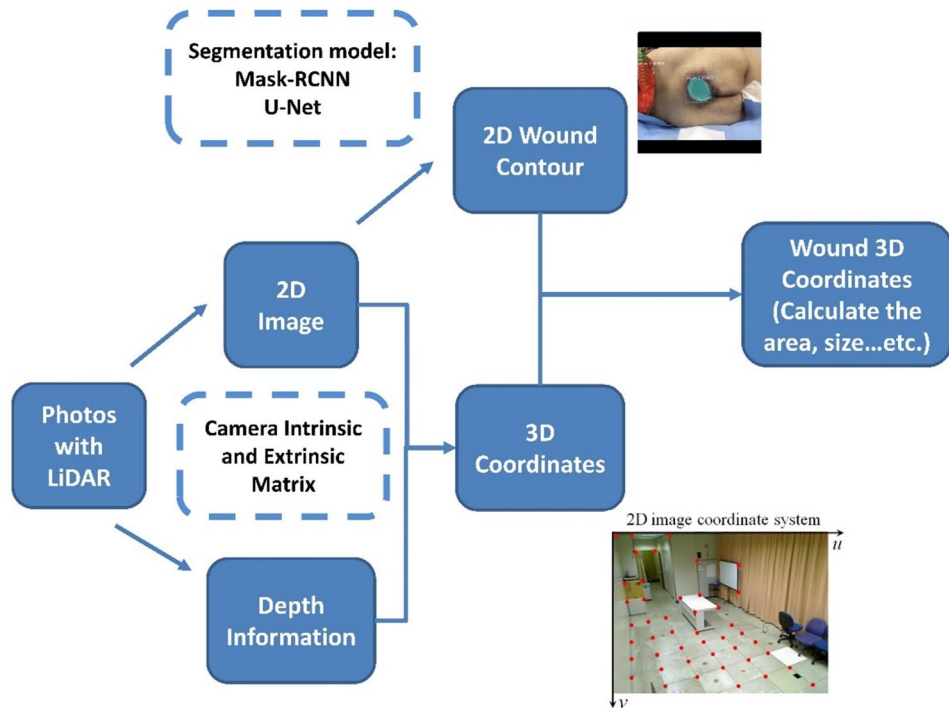 Segmentation model:
Mask-RCNN
U-Net
2D Wound
Contour
2D
Image
Wound 3D
Coordinates
(Calculate the
area, size...etc.)
Photos
with
LiDAR
Camera Intrinsic
and Extrinsic
Matrix
3D
Coordinates
Depth
Information
2D image coordinate system
u
v